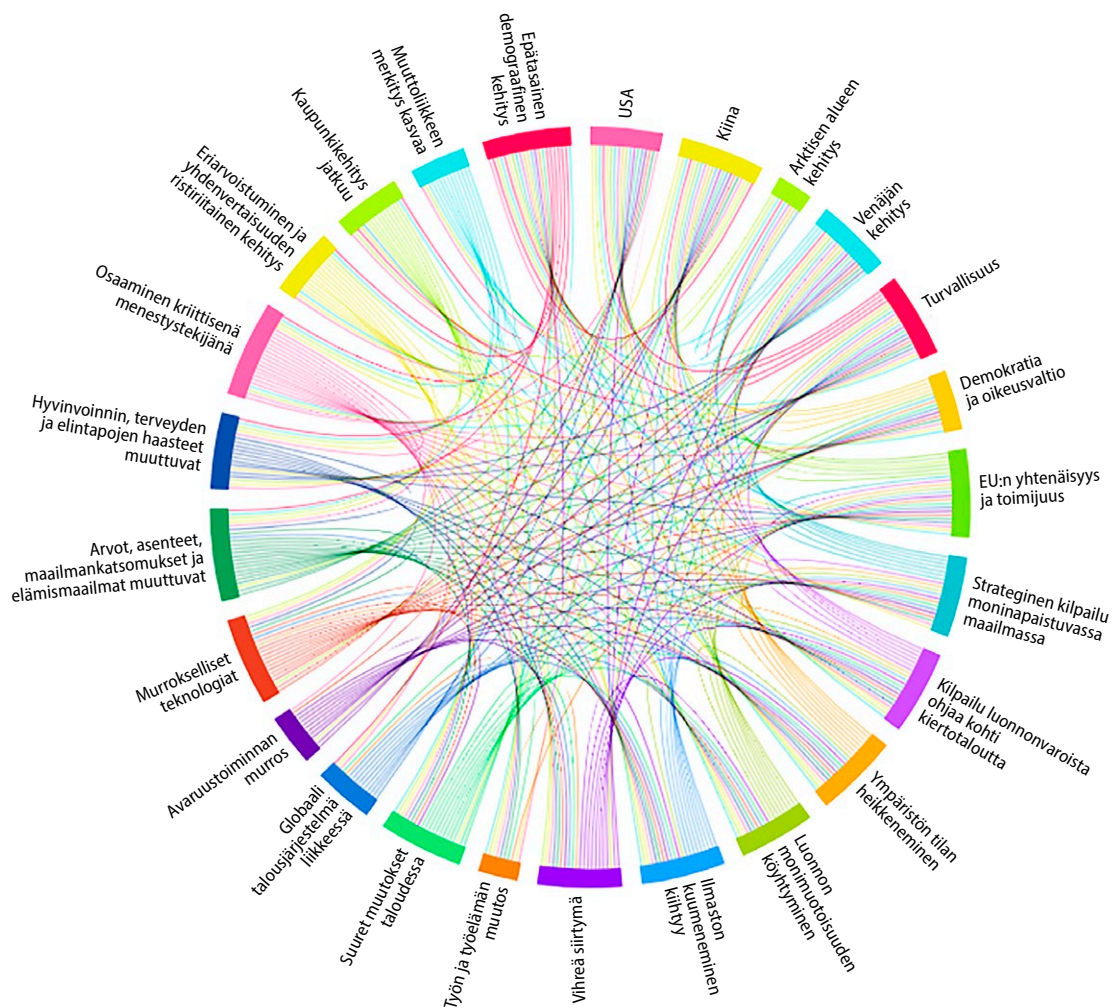 Epätasainen
demograafinen
kehitys
USA
Kiina
Arktisen alueen
kehitys
Venäjän
kehitys
Turvallisuus
Demokratia
ja oikeusvaltio
EU:n yhtenäisyys
ja toimijuus
Strateginen kilpailu
moninapaistuvassa
maailmassa
Kilpailu luonnonvaroista
ohjaa kohti
kiertotaloutta
Ympäristön tilan
heikkeneminen
Luonnon
monimuotoisuuden
köyhtyminen
Ilmaston
kuumeneminen
kiihtyy
Vihreä siirtymä
Työn ja työelämän
muutos
Suuret muutokset
taloudessa
Globaali
talousjärjestelmä
liikkeessä
Avaruustoiminnan
murros
Murrokselliset
teknologiat
Arvot, asenteet,
maailmankatsomukset ja
elämismaailmat muuttuvat
Hyvinvoinnin, terveyden
ja elintapojen haasteet
muuttuvat
Osaaminen kriittisenä
menestystekijänä
Eriarvoistuminen ja
yhdenvertaisuuden
ristiriitainen kehitys
Kaupunkikehitys
jatkuu
Muuttoliikkeen
merkitys kasvaa